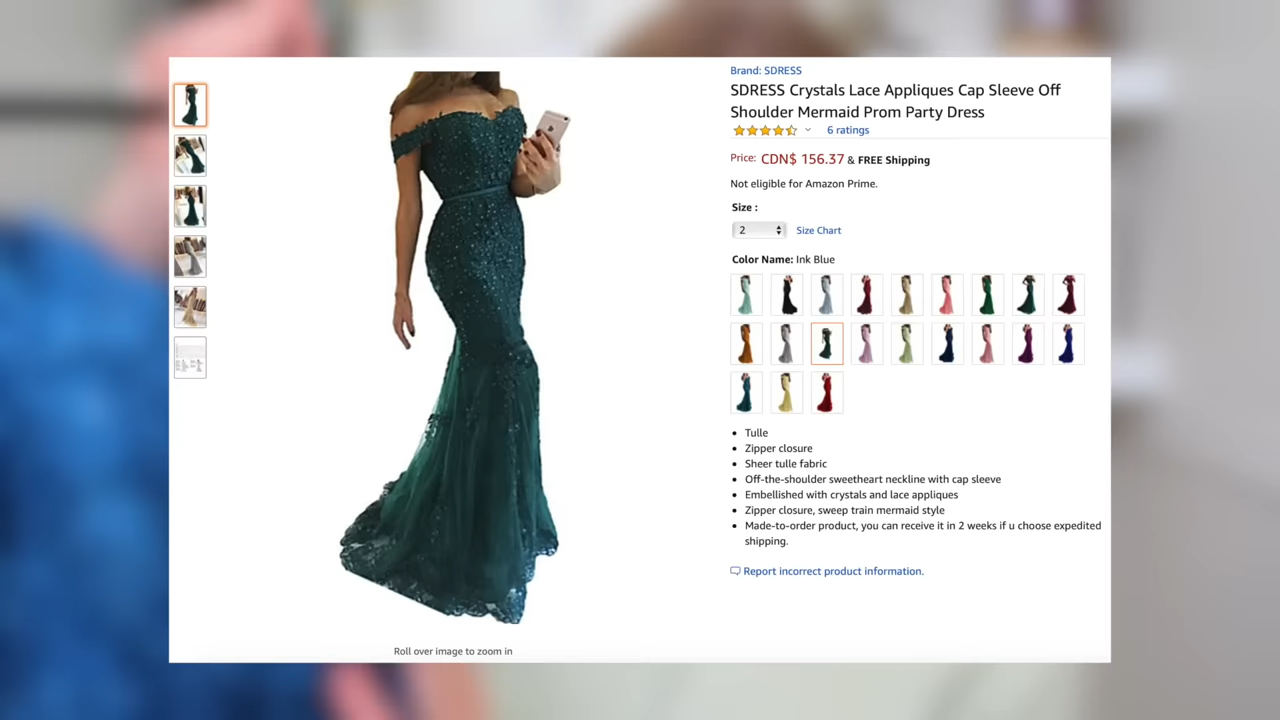 Brand: SDRESS
SDRESS Crystals Lace Appliques Cap Sleeve Off
Shoulder Mermaid Prom Party Dress
6 ratings
Price: CDN$ 156.37 & FREE Shipping
Not eligible for Amazon Prime.
Size :
2
Size Chart
Color Name: Ink Blue
• Tulle
• Zipper closure
• Sheer tulle fabric
• Off-the-shoulder sweetheart neckline with cap sleeve
• Embellished with crystals and lace appliques
• Zipper closure, sweep train mermaid style
• Made-to-order product, you can receive it in 2 weeks if u choose expedited
shipping.
Report incorrect product information.
Roll over image to zoom in